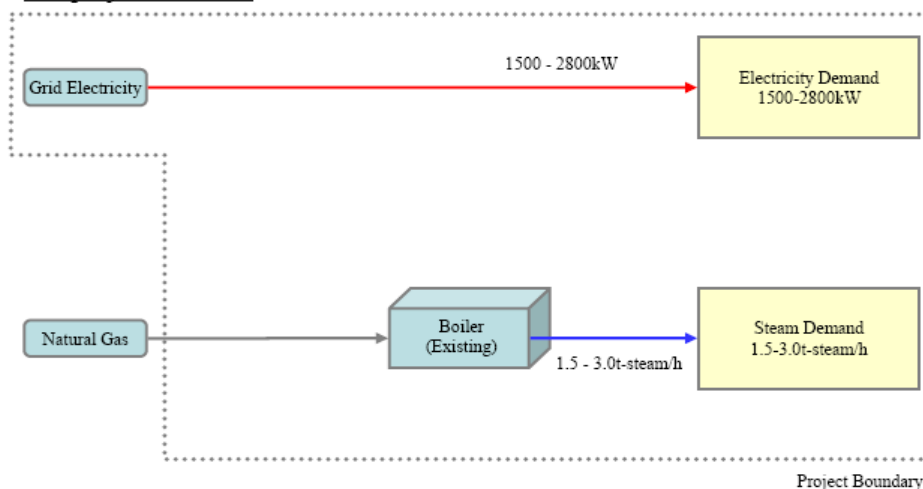 1500 - 2800kW
Grid Electricity
Electricity Demand
1500-2800kW
Natural Gas
Boiler
(Existing)
1.5 - 3.0t-steam/h
Steam Demand
1.5-3.0t-steam/h
Project Boundary